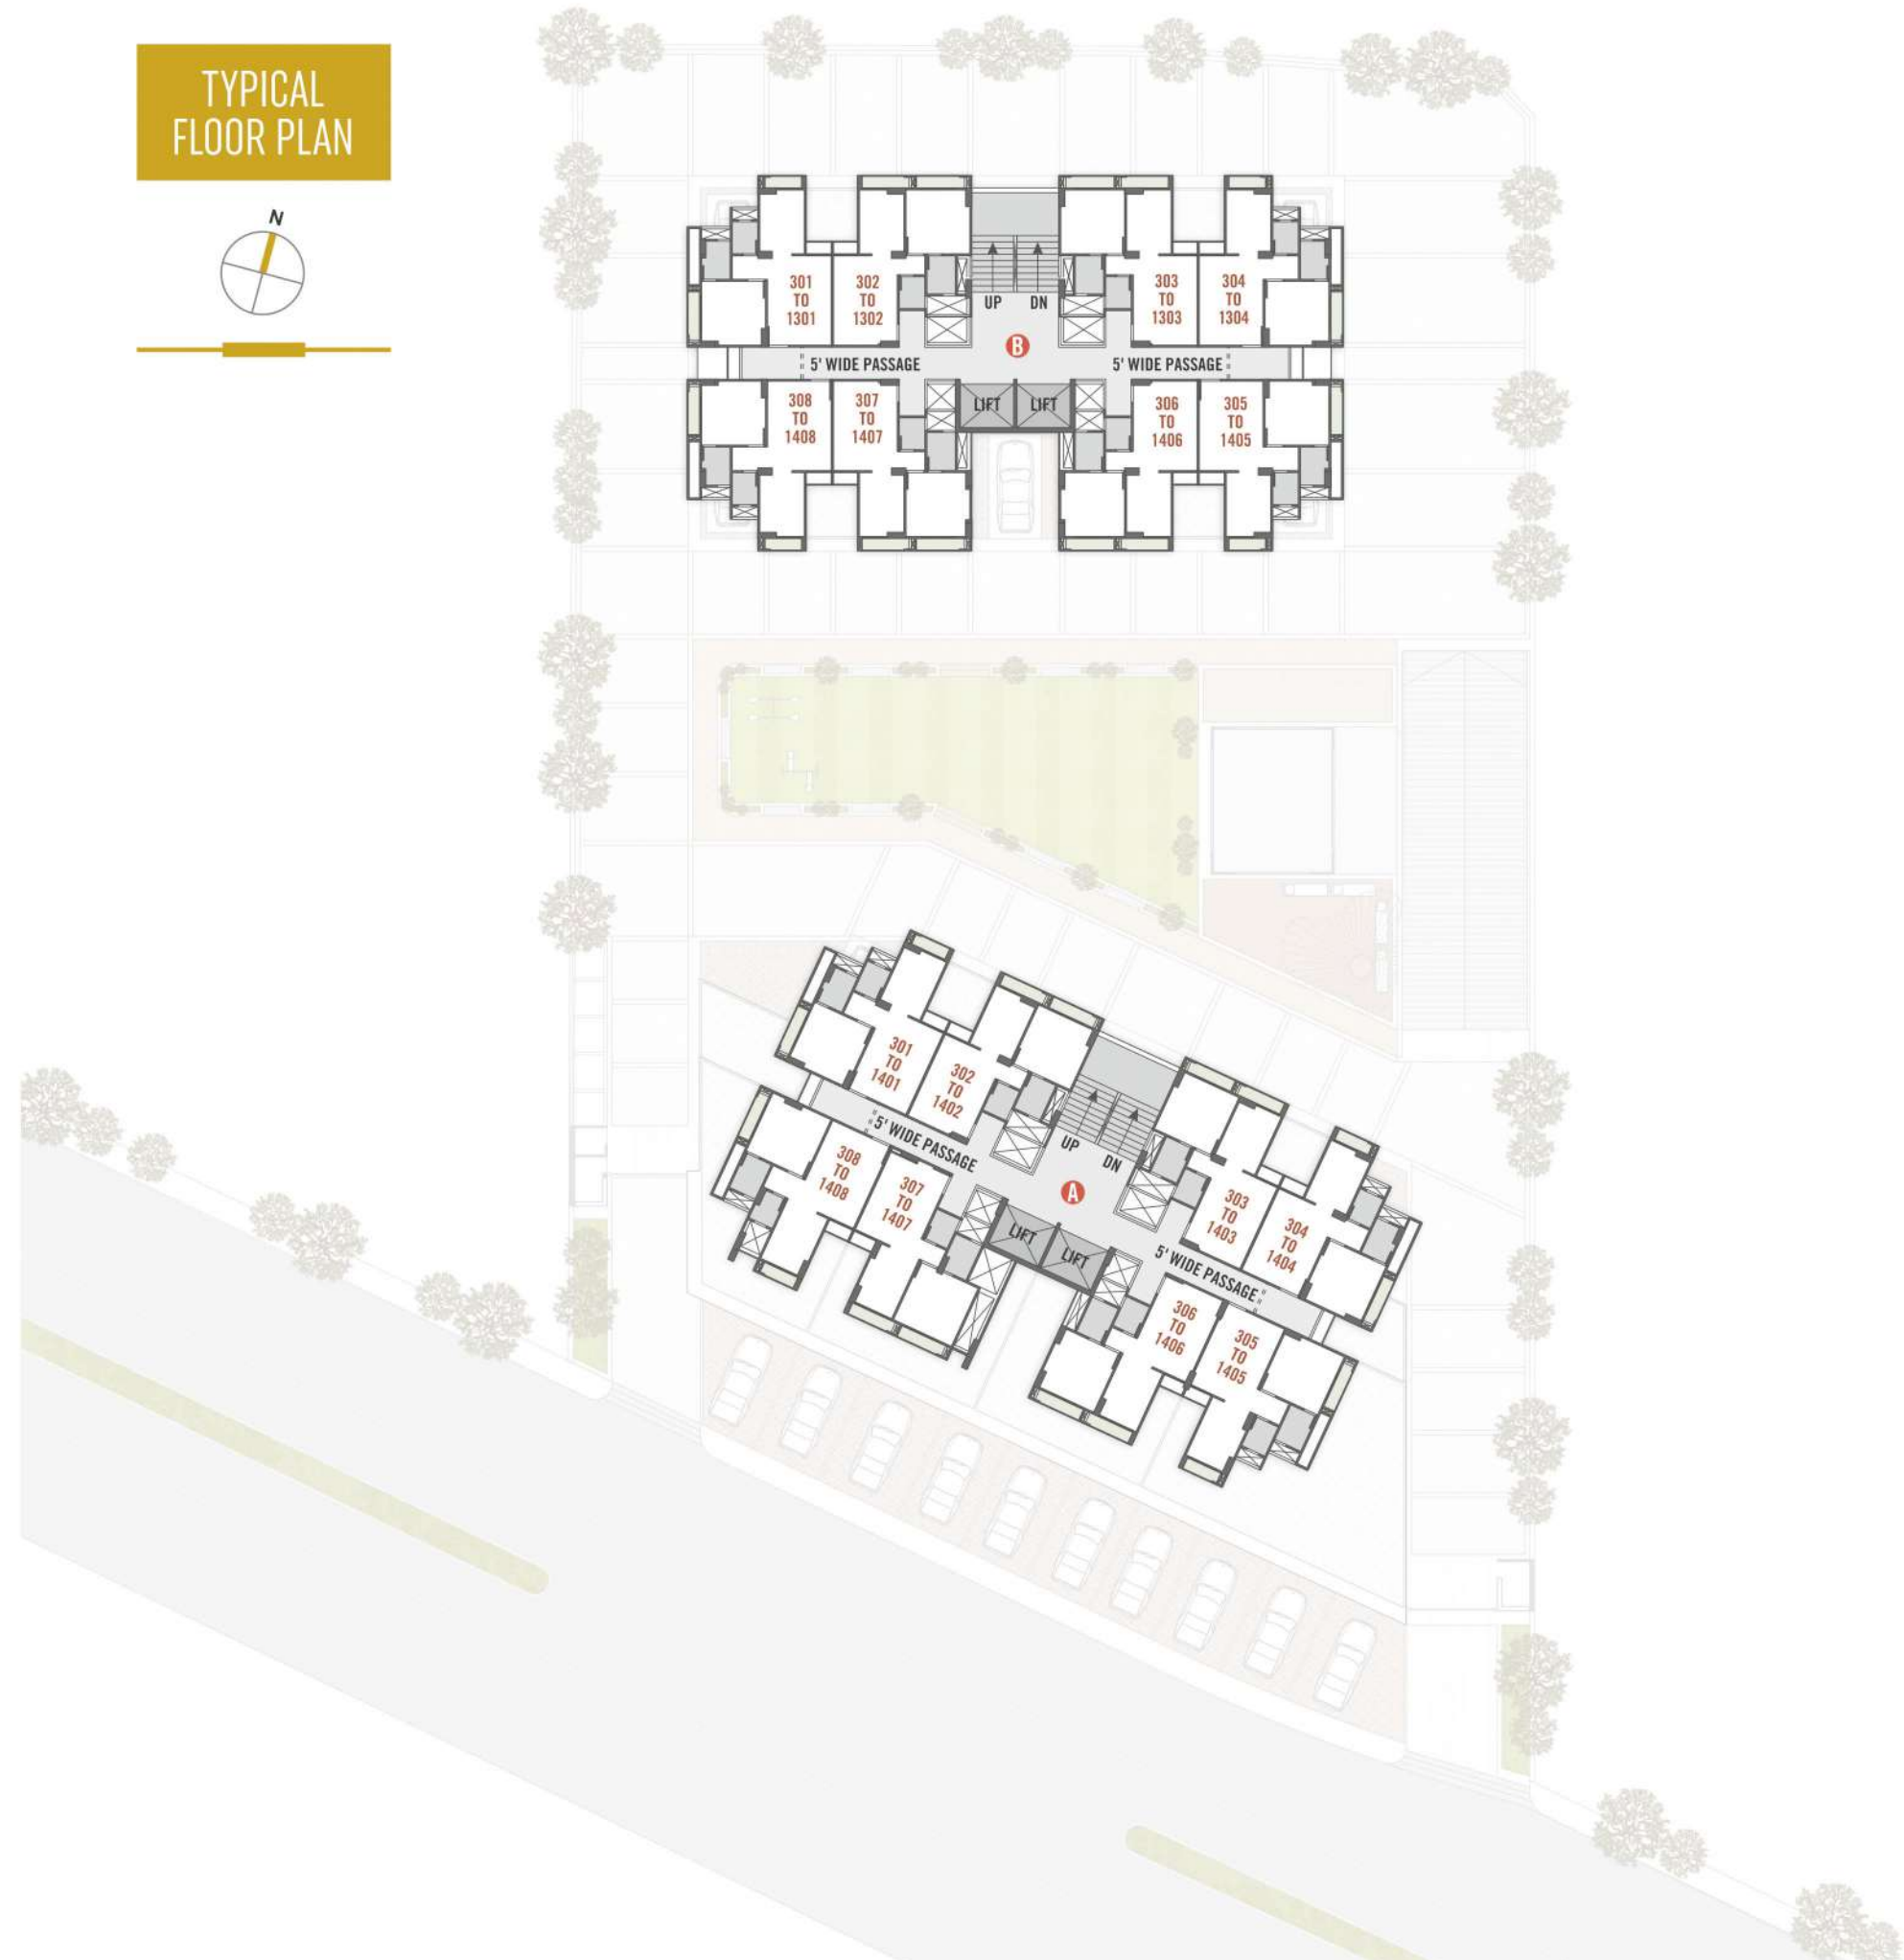 TYPICAL
FLOOR PLAN
N
301
TO
1301
302
TO
1302
303
TO
1303
304
TO
1304
UP
DN
B
5' WIDE PASSAGE
5' WIDE PASSAGE
308
TO
1408
307
TO
1407
LIFT
LIFT
306
TO
1406
305
TO
1405
301
TO
1401
302
TO
1402
5' WIDE PASSAGE
UP
DN
308
TO
1408
307
TO
1407
A
303
TO
1403
304
TO
1404
LIFT
LIFT
5' WIDE PASSAGE
306
TO
1406
305
TO
1405